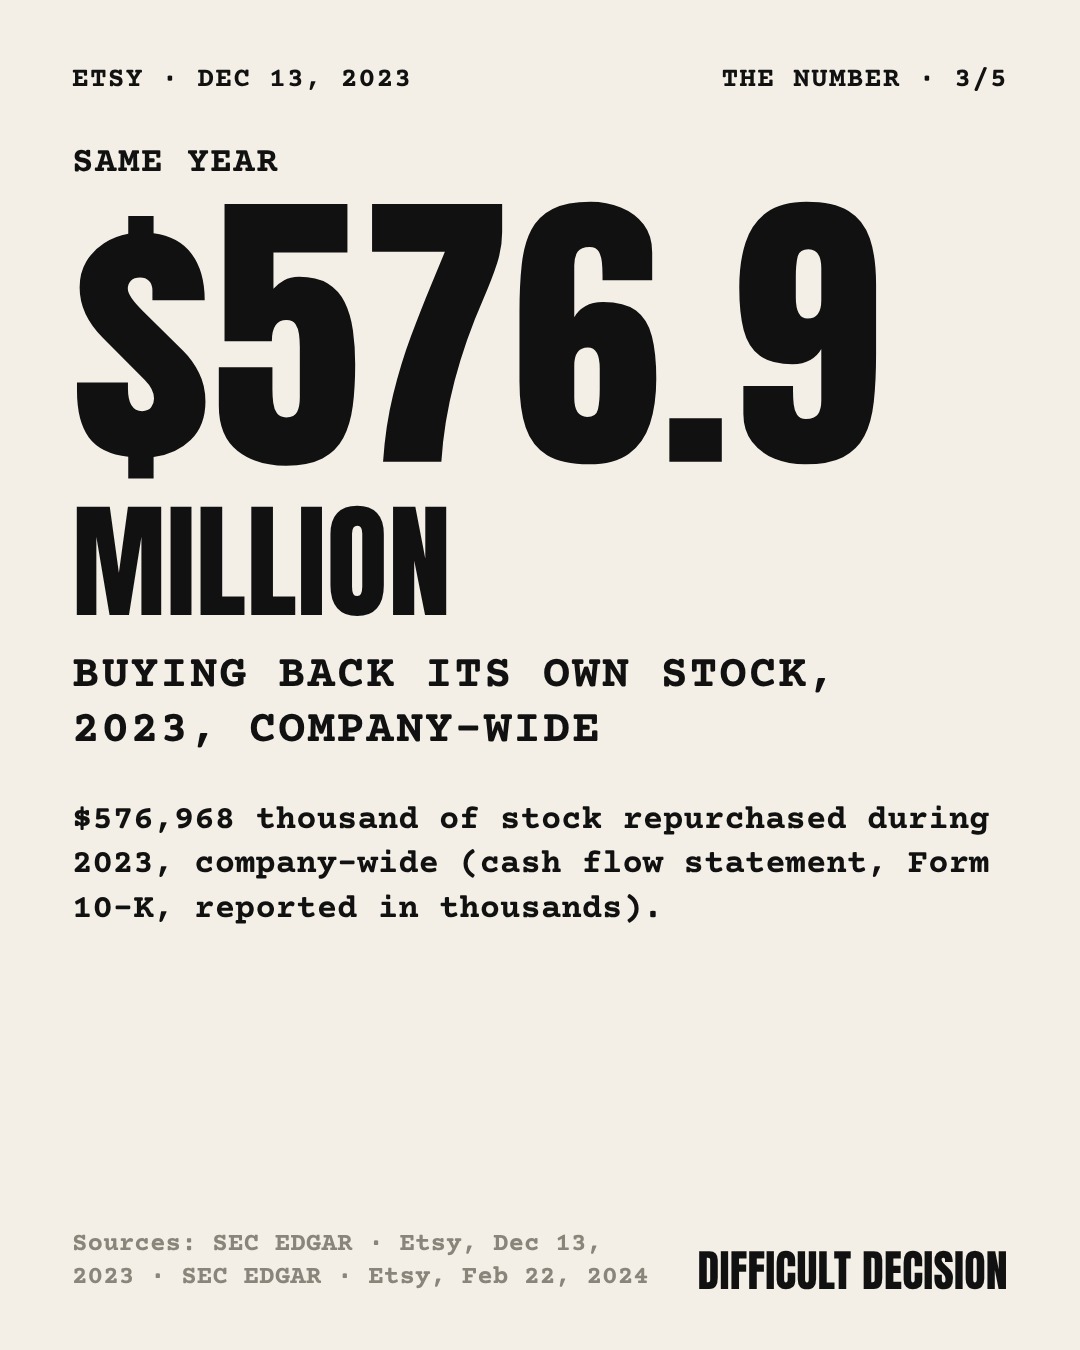 ETSY · DEC 13, 2023
THE NUMBER · 3/5
SAME YEAR
$576.9
MILLION
BUYING BACK ITS OWN STOCK,
2023, COMPANY-WIDE
$576,968 thousand of stock repurchased during
2023, company-wide (cash flow statement, Form
10-K, reported in thousands).
Sources: SEC EDGAR · Etsy, Dec 13,
2023 · SEC EDGAR · Etsy, Feb 22, 2024
DIFFICULT DECISION